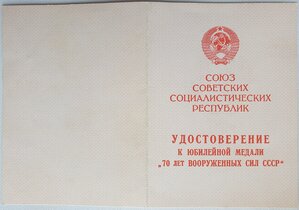 СОЮЗ
СОВЕТСКИХ
СОЦИАЛИСТИЧЕСКИХ
РЕСПУБЛИК
УДОСТОВЕРЕНИЕ
К ЮБИЛЕЙНОЙ МЕДАЛИ
„70 ЛЕТ ВООРУЖЕННЫХ СИЛ СССР“